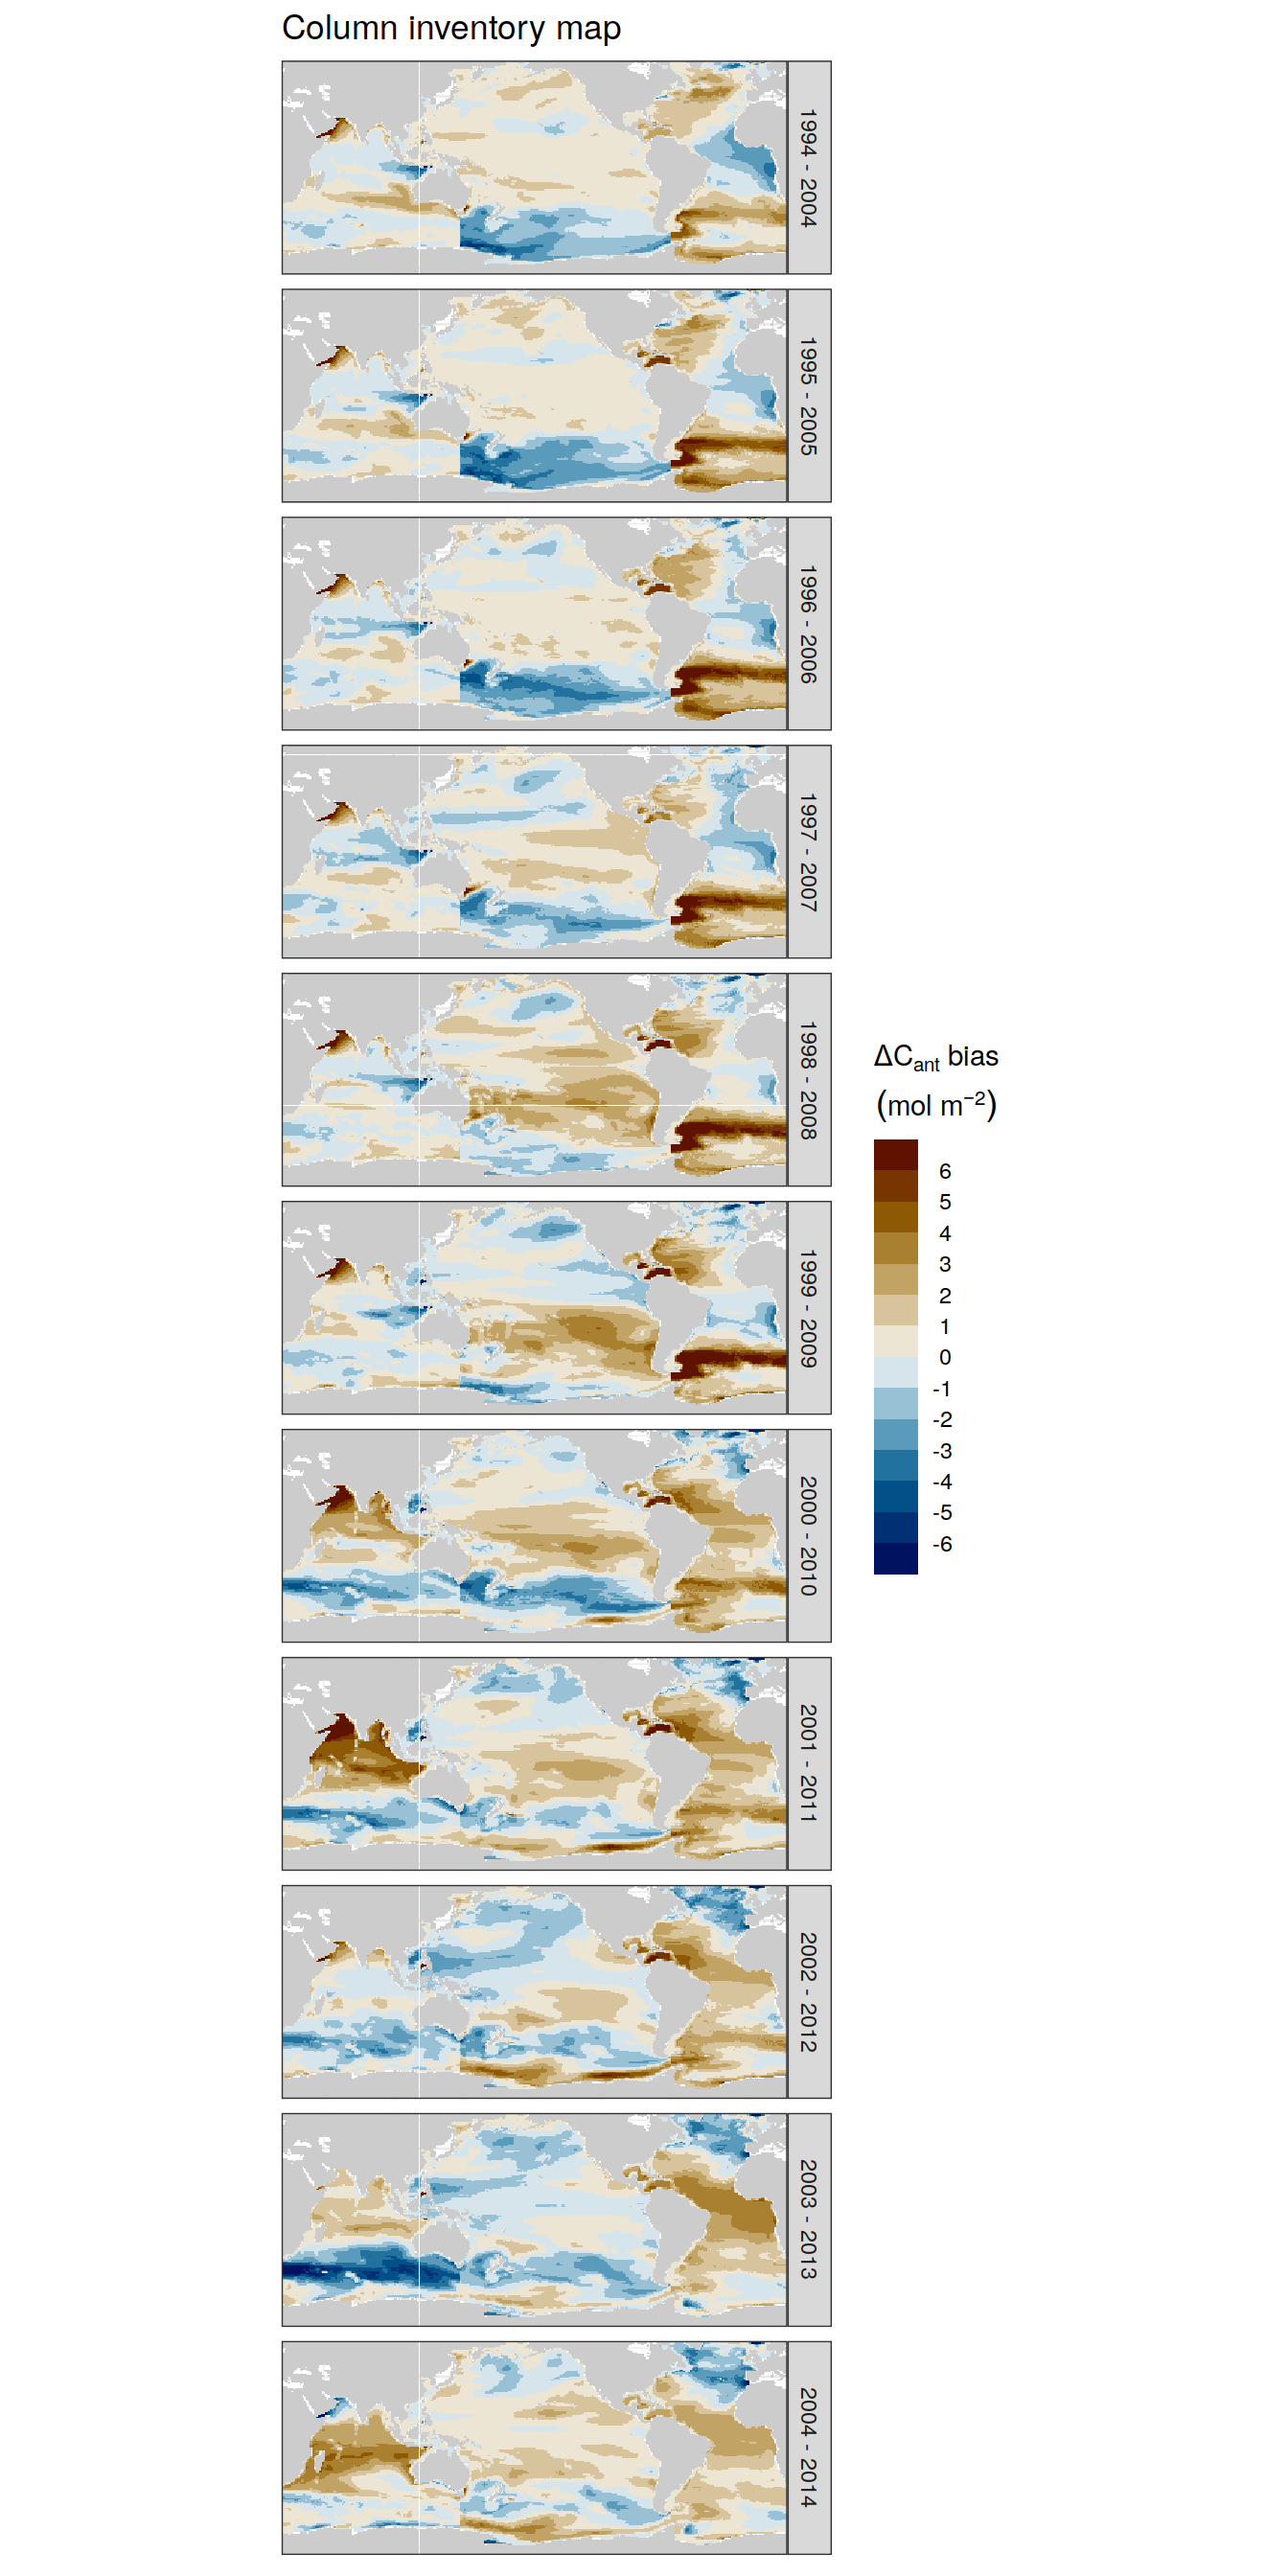 Column inventory map
1994 - 2004
1995 - 2005
1996 - 2006
1997 - 2007
1998 - 2008
1999 - 2009
2000 - 2010
2001 - 2011
2002 - 2012
2003 - 2013
2004 - 2014
ΔCant bias
(mol m⁻²)
6
5
4
3
2
1
0
-1
-2
-3
-4
-5
-6